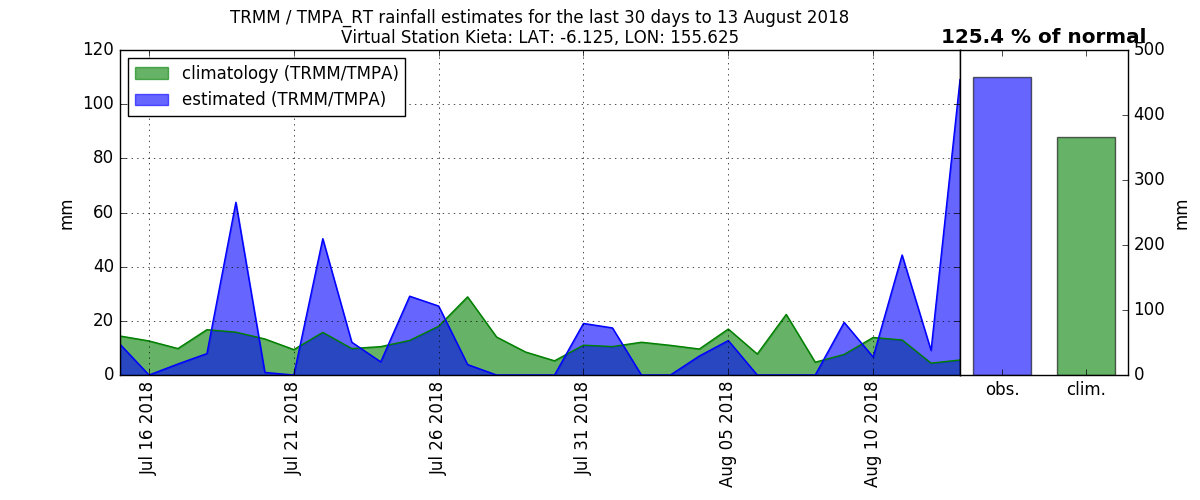 TRMM / TMPA_RT rainfall estimates for the last 30 days to 13 August 2018
Virtual Station Kieta: LAT: -6.125, LON: 155.625
125.4 % of normal
climatology (TRMM/TMPA)
estimated (TRMM/TMPA)
120
100
80
60
40
20
0
mm
Jul 16 2018
Jul 21 2018
Jul 26 2018
Jul 31 2018
Aug 05 2018
Aug 10 2018
500
400
300
200
100
0
mm
obs.
clim.